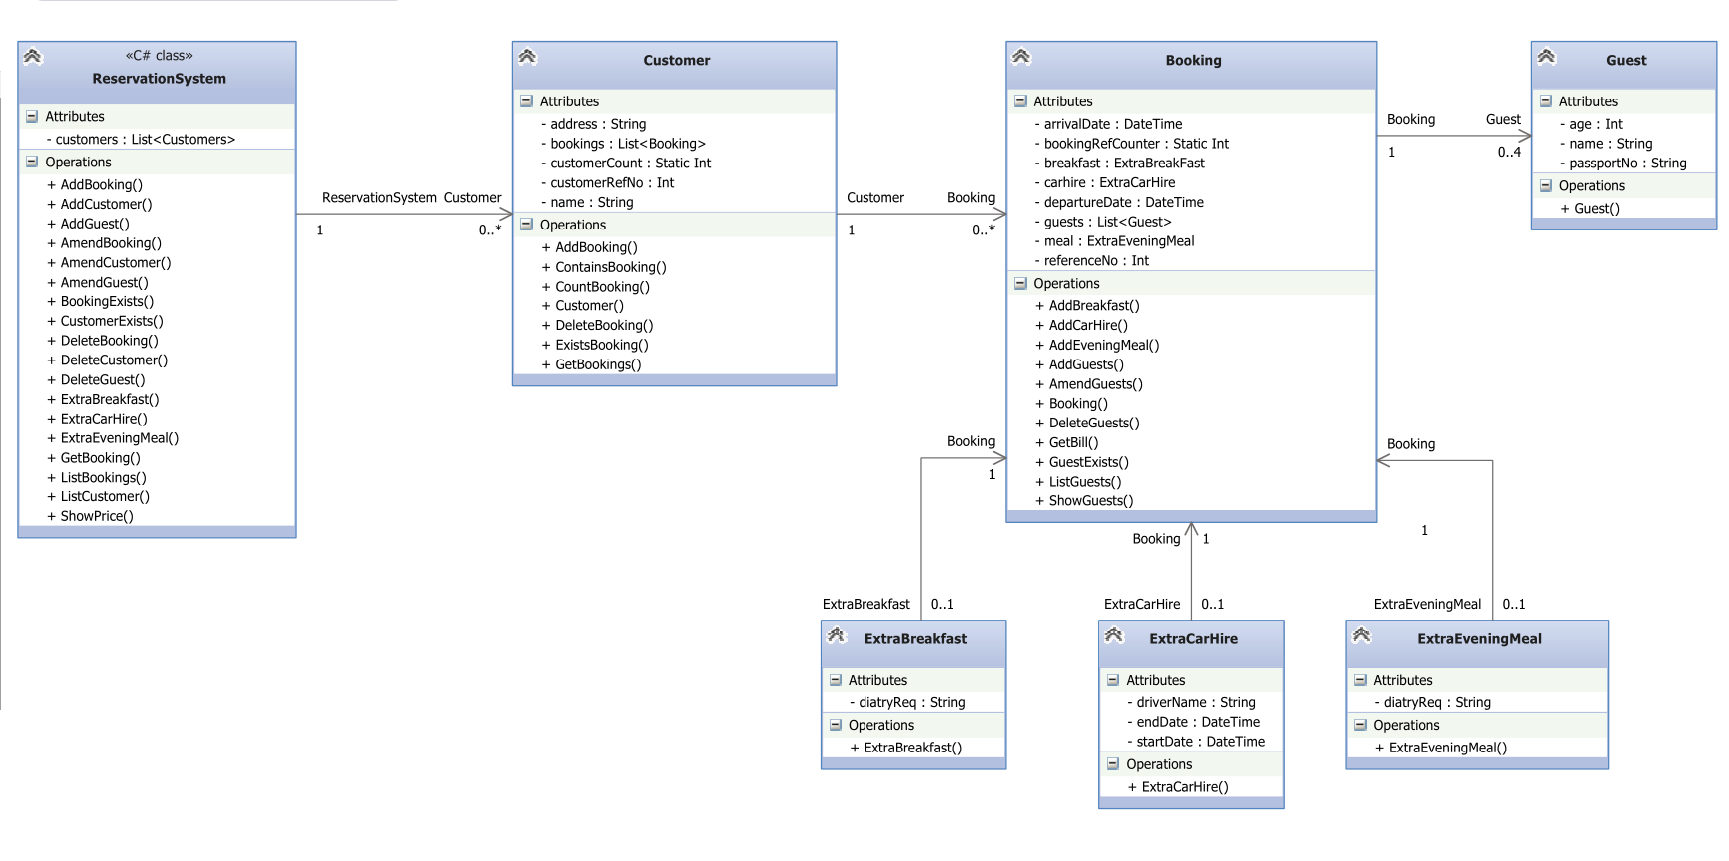 «C# class»
ReservationSystem
Attributes
- customers : List<Customers>
Operations
+ AddBooking()
+ AddCustomer()
+ AddGuest()
+ AmendBooking()
+ AmendCustomer()
+ AmendGuest()
+ BookingExists()
+ CustomerExists()
+ DeleteBooking()
+ DeleteCustomer()
+ DeleteGuest()
+ ExtraBreakfast()
+ ExtraCarHire()
+ ExtraEveningMeal()
+ GetBooking()
+ ListBookings()
+ ListCustomer()
+ ShowPrice()
ReservationSystem Customer
1 0..*
Customer
Attributes
- address : String
- bookings : List<Booking>
- customerCount : Static Int
- customerRefNo : Int
- name : String
Operations
+ AddBooking()
+ ContainsBooking()
+ CountBooking()
+ Customer()
+ DeleteBooking()
+ ExistsBooking()
+ GetBookings()
Customer Booking
1 0..*
Booking
Attributes
- arrivalDate : DateTime
- bookingRefCounter : Static Int
- breakfast : ExtraBreakFast
- carhire : ExtraCarHire
- departureDate : DateTime
- guests : List<Guest>
- meal : ExtraEveningMeal
- referenceNo : Int
Operations
+ AddBreakfast()
+ AddCarHire()
+ AddEveningMeal()
+ AddGuests()
+ AmendGuests()
+ Booking()
+ DeleteGuests()
+ GetBill()
+ GuestExists()
+ ListGuests()
+ ShowGuests()
Booking Guest
1 0..4
Guest
Attributes
- age : Int
- name : String
- passportNo : String
Operations
+ Guest()
Booking
1
ExtraBreakfast 0..1
ExtraBreakfast
Attributes
- diatryReq : String
Operations
+ ExtraBreakfast()
Booking 1
ExtraCarHire 0..1
ExtraCarHire
Attributes
- driverName : String
- endDate : DateTime
- startDate : DateTime
Operations
+ ExtraCarHire()
Booking
1
ExtraEveningMeal 0..1
ExtraEveningMeal
Attributes
- diatryReq : String
Operations
+ ExtraEveningMeal()